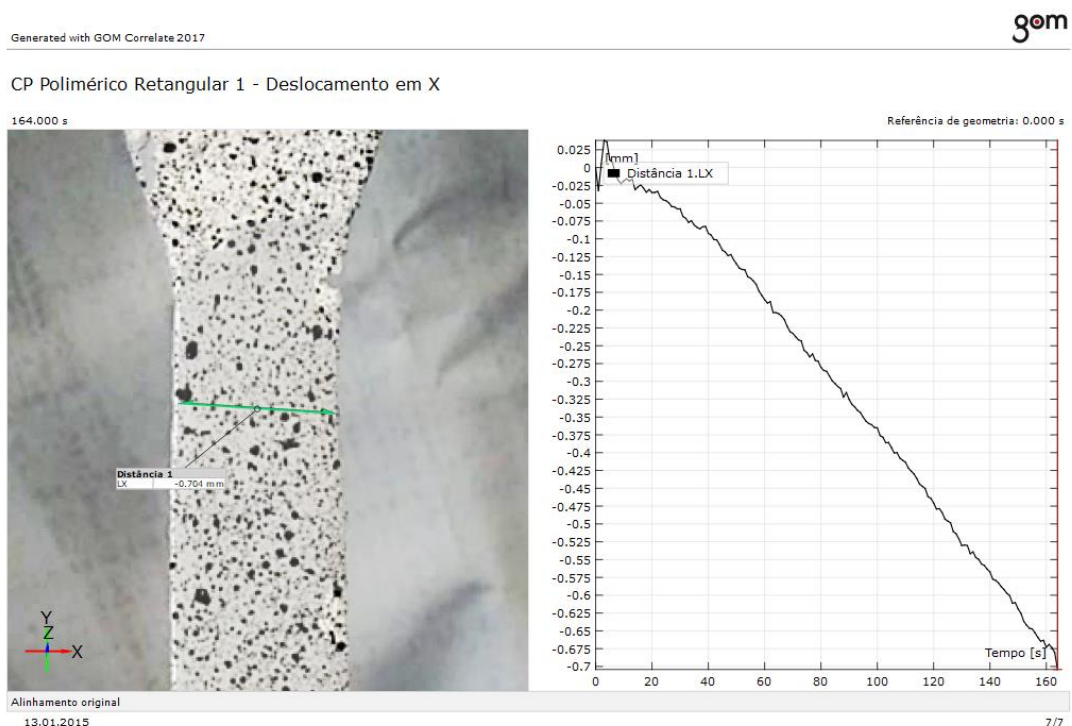 gom
Generated with GOM Correlate 2017
CP Polimérico Retangular 1 - Deslocamento em X
164.000 s
Referência de geometria: 0.000 s
Distância 1
LX -0.704 mm
Y
Z
X
[mm]
Distância 1.LX
0.025
0
-0.025
-0.05
-0.075
-0.1
-0.125
-0.15
-0.175
-0.2
-0.225
-0.25
-0.275
-0.3
-0.325
-0.35
-0.375
-0.4
-0.425
-0.45
-0.475
-0.5
-0.525
-0.55
-0.575
-0.6
-0.625
-0.65
-0.675
-0.7
Tempo [s]
0 20 40 60 80 100 120 140 160
Alinhamento original
13.01.2015
7/7